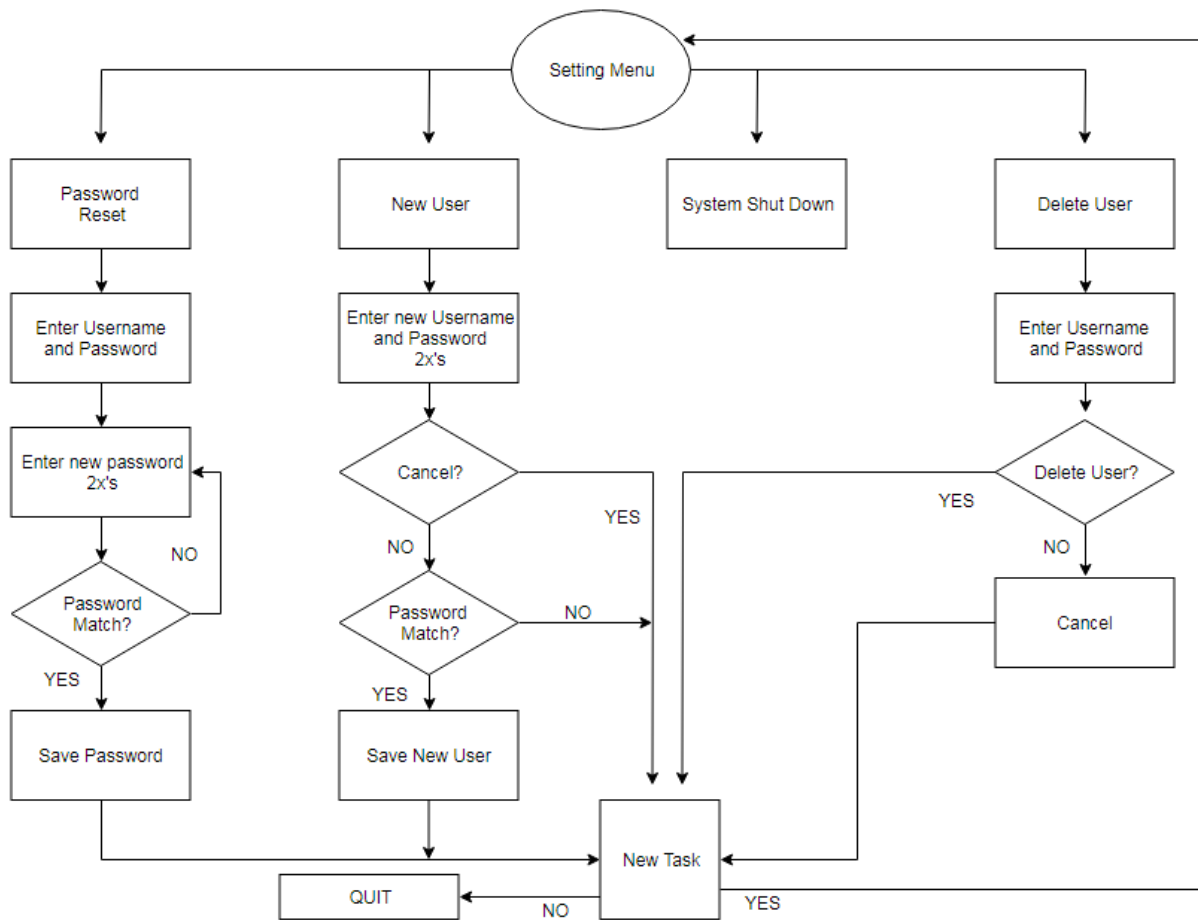 Setting Menu
Password
Reset
New User
System Shut Down
Delete User
Enter Username
and Password
Enter new Username
and Password
2x's
Enter Username
and Password
Enter new password
2x's
Cancel?
Delete User?
YES
YES
NO
NO
NO
Password
Match?
Password
Match?
NO
Cancel
YES
YES
Save Password
Save New User
New Task
QUIT
NO
YES